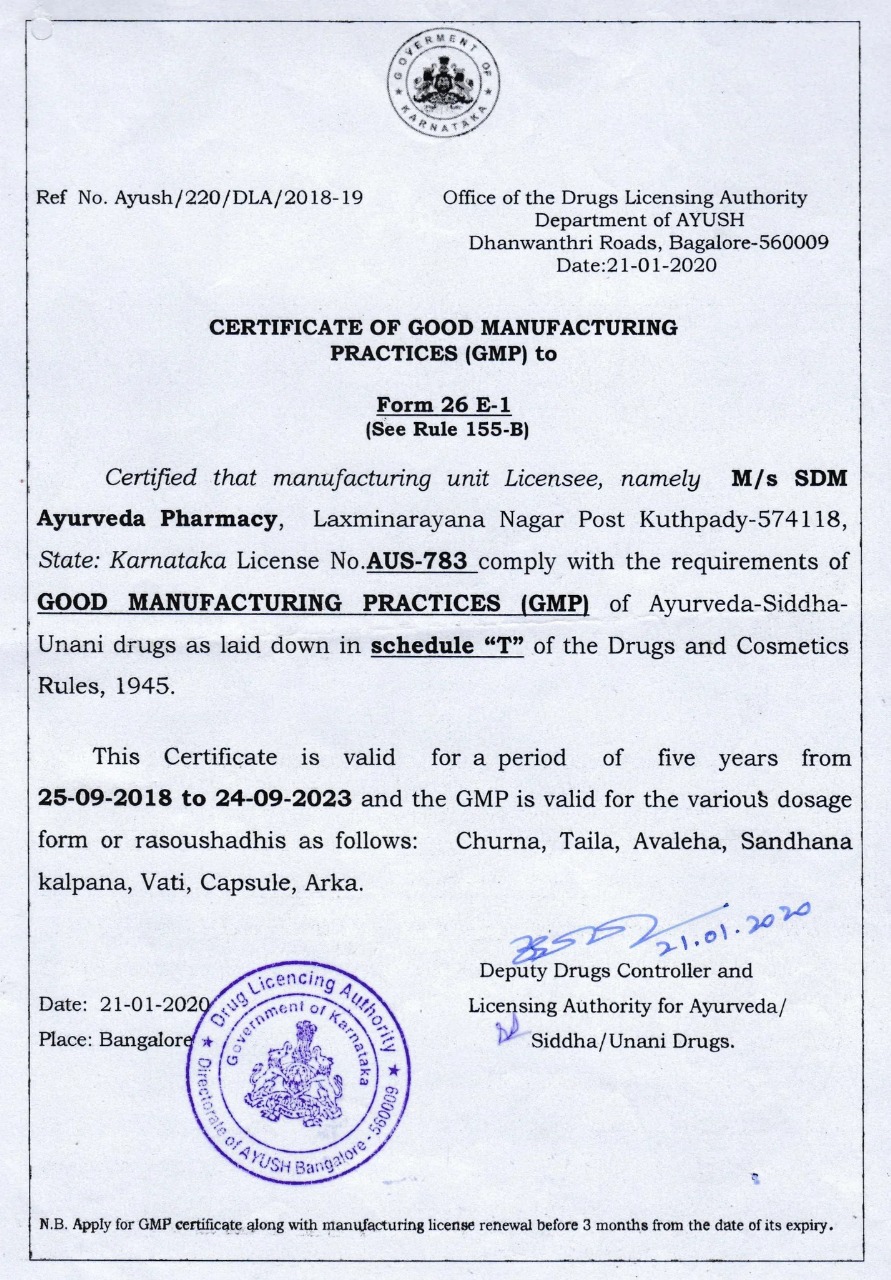 GOVERMENT OF
KARNATAKA
Ref No. Ayush/220/DLA/2018-19
Office of the Drugs Licensing Authority
Department of AYUSH
Dhanwanthri Roads, Bagalore-560009
Date:21-01-2020
CERTIFICATE OF GOOD MANUFACTURING
PRACTICES (GMP) to
Form 26 E-1
(See Rule 155-B)
Certified that manufacturing unit Licensee, namely M/s SDM
Ayurveda Pharmacy, Laxminarayana Nagar Post Kuthpady-574118,
State: Karnataka License No.AUS-783 comply with the requirements of
GOOD MANUFACTURING PRACTICES (GMP) of Ayurveda-Siddha-
Unani drugs as laid down in schedule “T” of the Drugs and Cosmetics
Rules, 1945.
This Certificate is valid for a period of five years from
25-09-2018 to 24-09-2023 and the GMP is valid for the various dosage
form or rasoushadhis as follows: Churna, Taila, Avaleha, Sandhana
kalpana, Vati, Capsule, Arka.
21.01.2020
Deputy Drugs Controller and
Licensing Authority for Ayurveda/
Siddha/Unani Drugs.
Date: 21-01-2020
Place: Bangalore
Drug Licencing Authority
Government of Karnataka
Directorate of AYUSH Bangalore - 560009
N.B. Apply for GMP certificate along with manufacturing license renewal before 3 months from the date of its expiry.